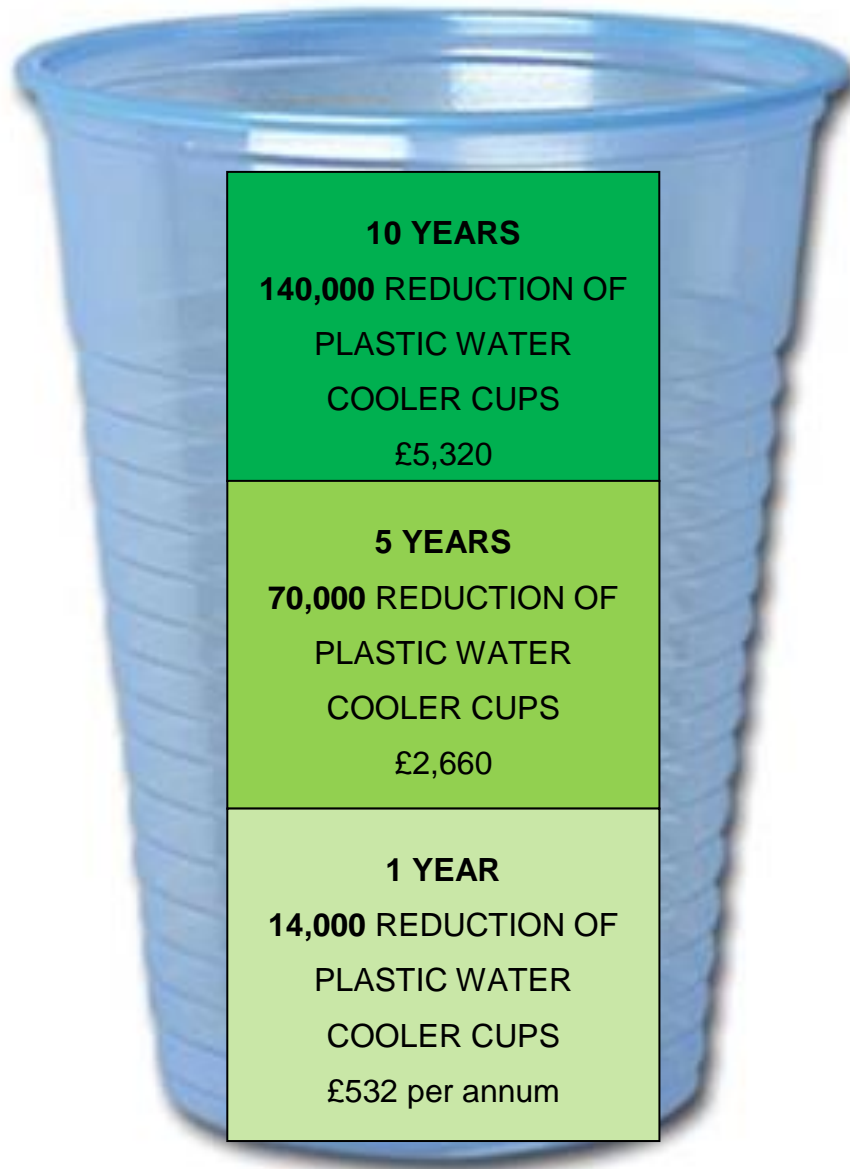 10 YEARS
140,000 REDUCTION OF
PLASTIC WATER
COOLER CUPS
£5,320
5 YEARS
70,000 REDUCTION OF
PLASTIC WATER
COOLER CUPS
£2,660
1 YEAR
14,000 REDUCTION OF
PLASTIC WATER
COOLER CUPS
£532 per annum